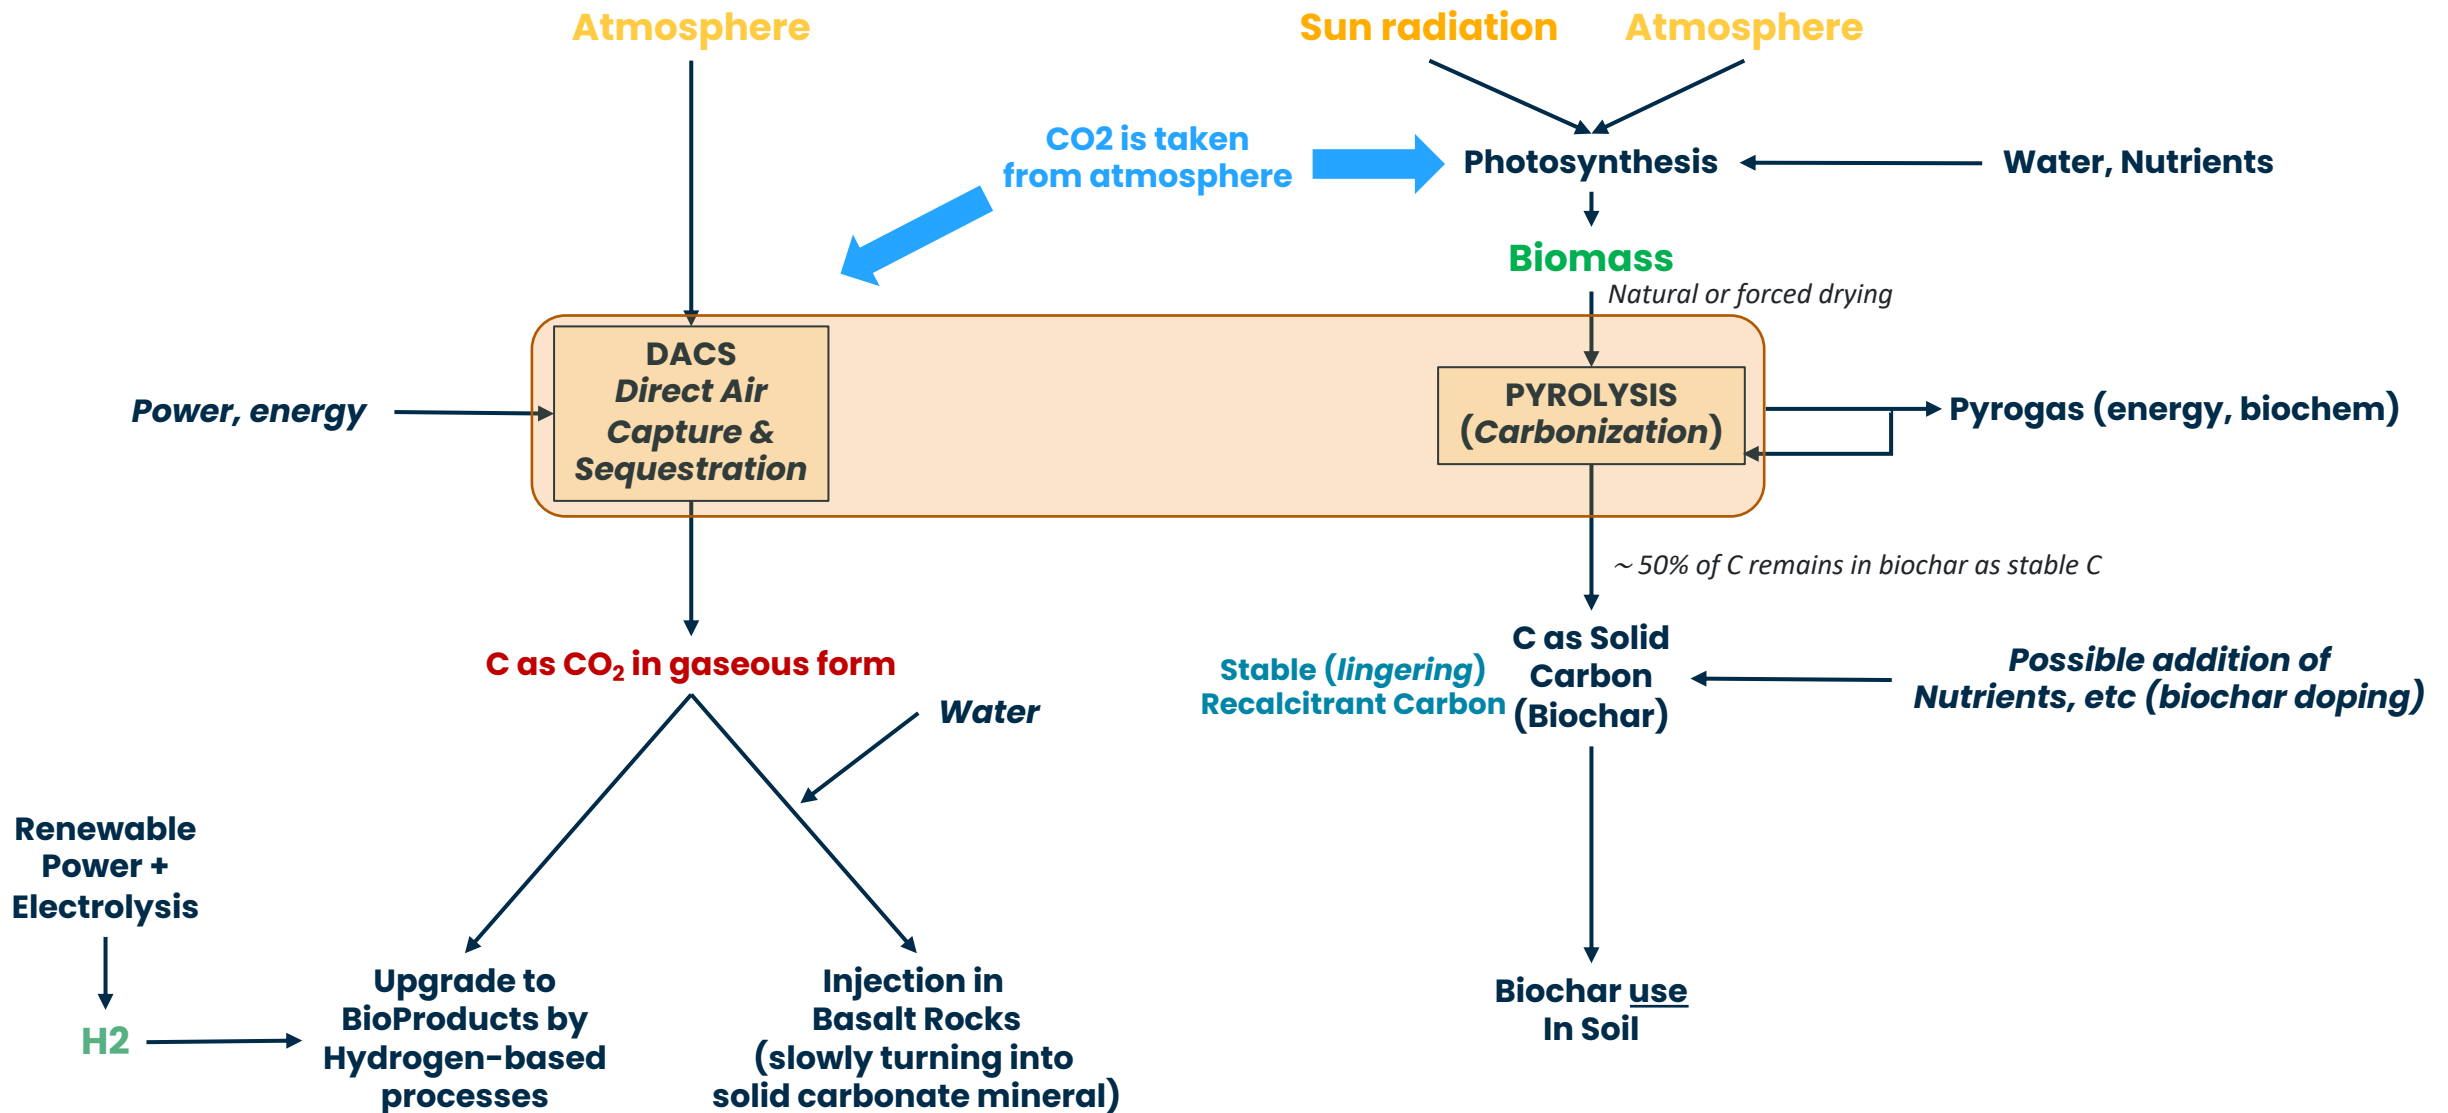 Atmosphere
Sun radiation
Atmosphere
CO2 is taken
from atmosphere
Photosynthesis
Water, Nutrients
Biomass
Natural or forced drying
DACS
Direct Air
Capture &
Sequestration
Power, energy
PYROLYSIS
(Carbonization)
Pyrogas (energy, biochem)
~ 50% of C remains in biochar as stable C
C as CO₂ in gaseous form
Stable (lingering)
Recalcitrant Carbon
C as Solid
Carbon
(Biochar)
Possible addition of
Nutrients, etc (biochar doping)
Water
Renewable
Power +
Electrolysis
H2
Upgrade to
BioProducts by
Hydrogen-based
processes
Injection in
Basalt Rocks
(slowly turning into
solid carbonate mineral)
Biochar use
In Soil